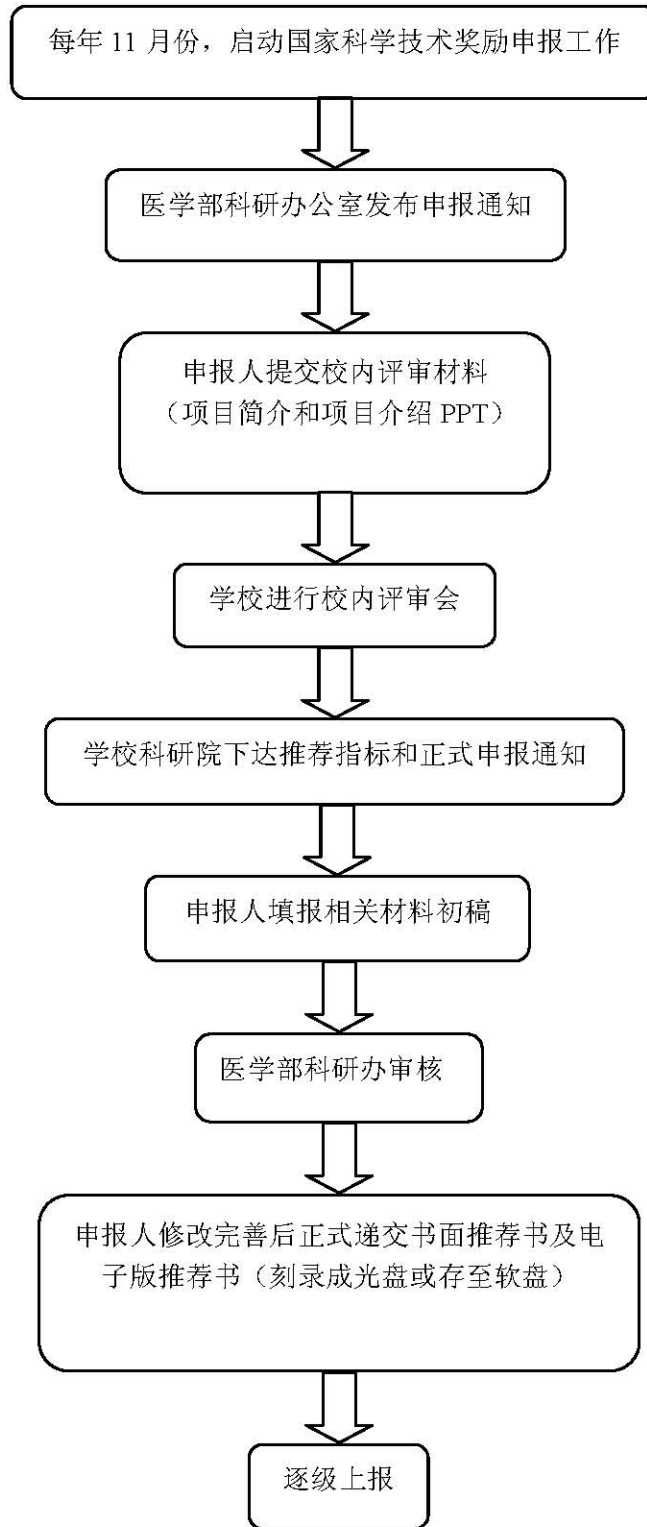 每年 11 月份，启动国家科学技术奖励申报工作
医学部科研办公室发布申报通知
申报人提交校内评审材料
（项目简介和项目介绍 PPT）
学校进行校内评审会
学校科研院下达推荐指标和正式申报通知
申报人填报相关材料初稿
医学部科研办审核
申报人修改完善后正式递交书面推荐书及电
子版推荐书（刻录成光盘或存至软盘）
逐级上报